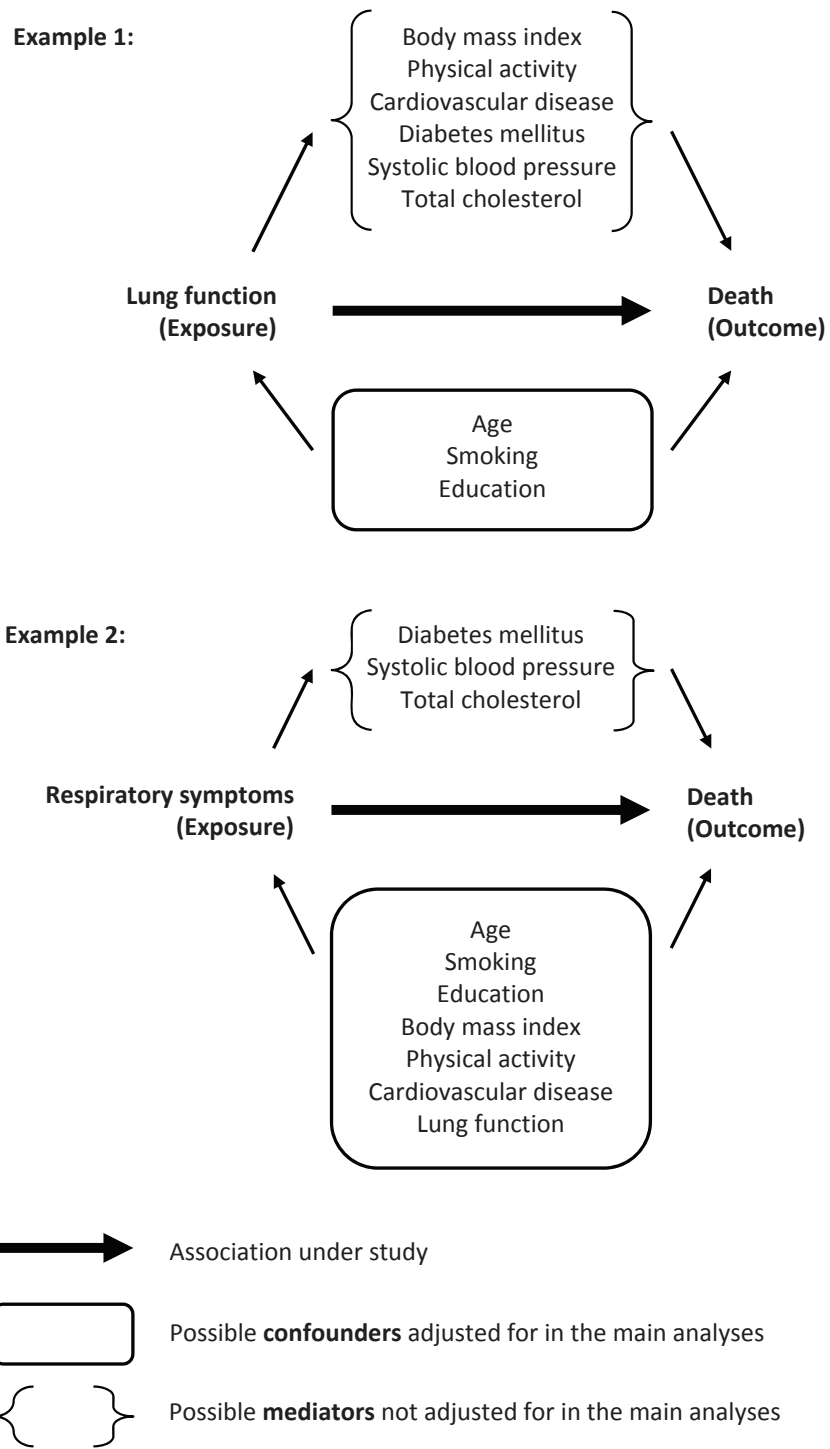 Example 1:
Body mass index
Physical activity
Cardiovascular disease
Diabetes mellitus
Systolic blood pressure
Total cholesterol
Lung function
(Exposure)
Death
(Outcome)
Age
Smoking
Education
Example 2:
Diabetes mellitus
Systolic blood pressure
Total cholesterol
Respiratory symptoms
(Exposure)
Death
(Outcome)
Age
Smoking
Education
Body mass index
Physical activity
Cardiovascular disease
Lung function
Association under study
Possible confounders adjusted for in the main analyses
Possible mediators not adjusted for in the main analyses